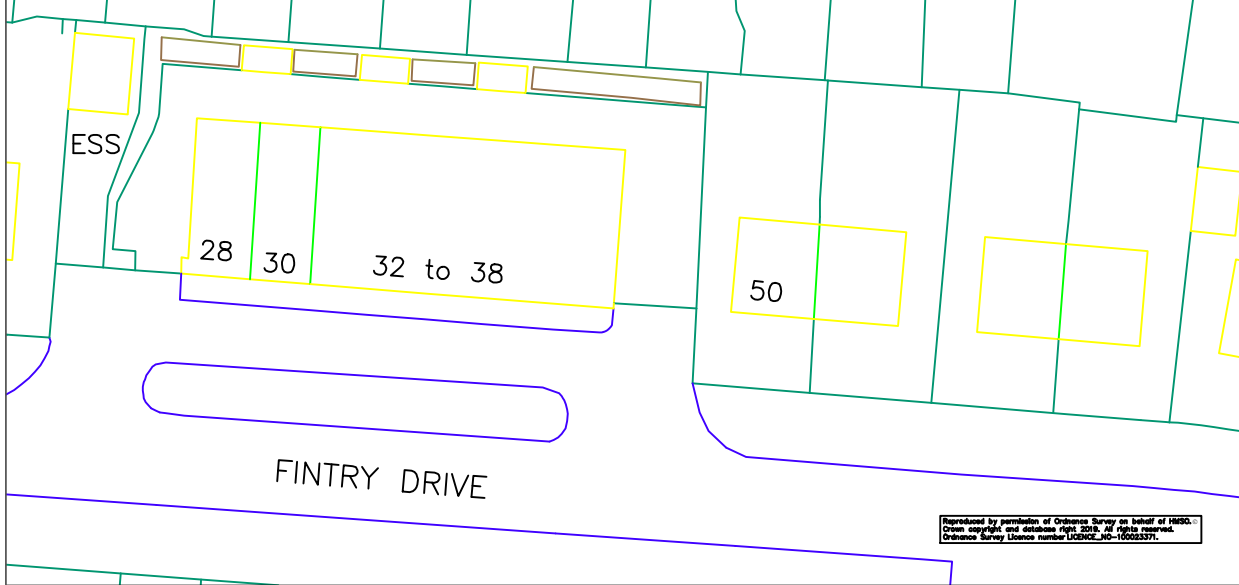 ESS
28
30
32 to 38
50
FINTRY DRIVE
Reproduced by permission of Ordnance Survey on behalf of HMSO.©
Crown copyright and database right 2019. All rights reserved.
Ordnance Survey Licence number LICENCE_NO-100023371.